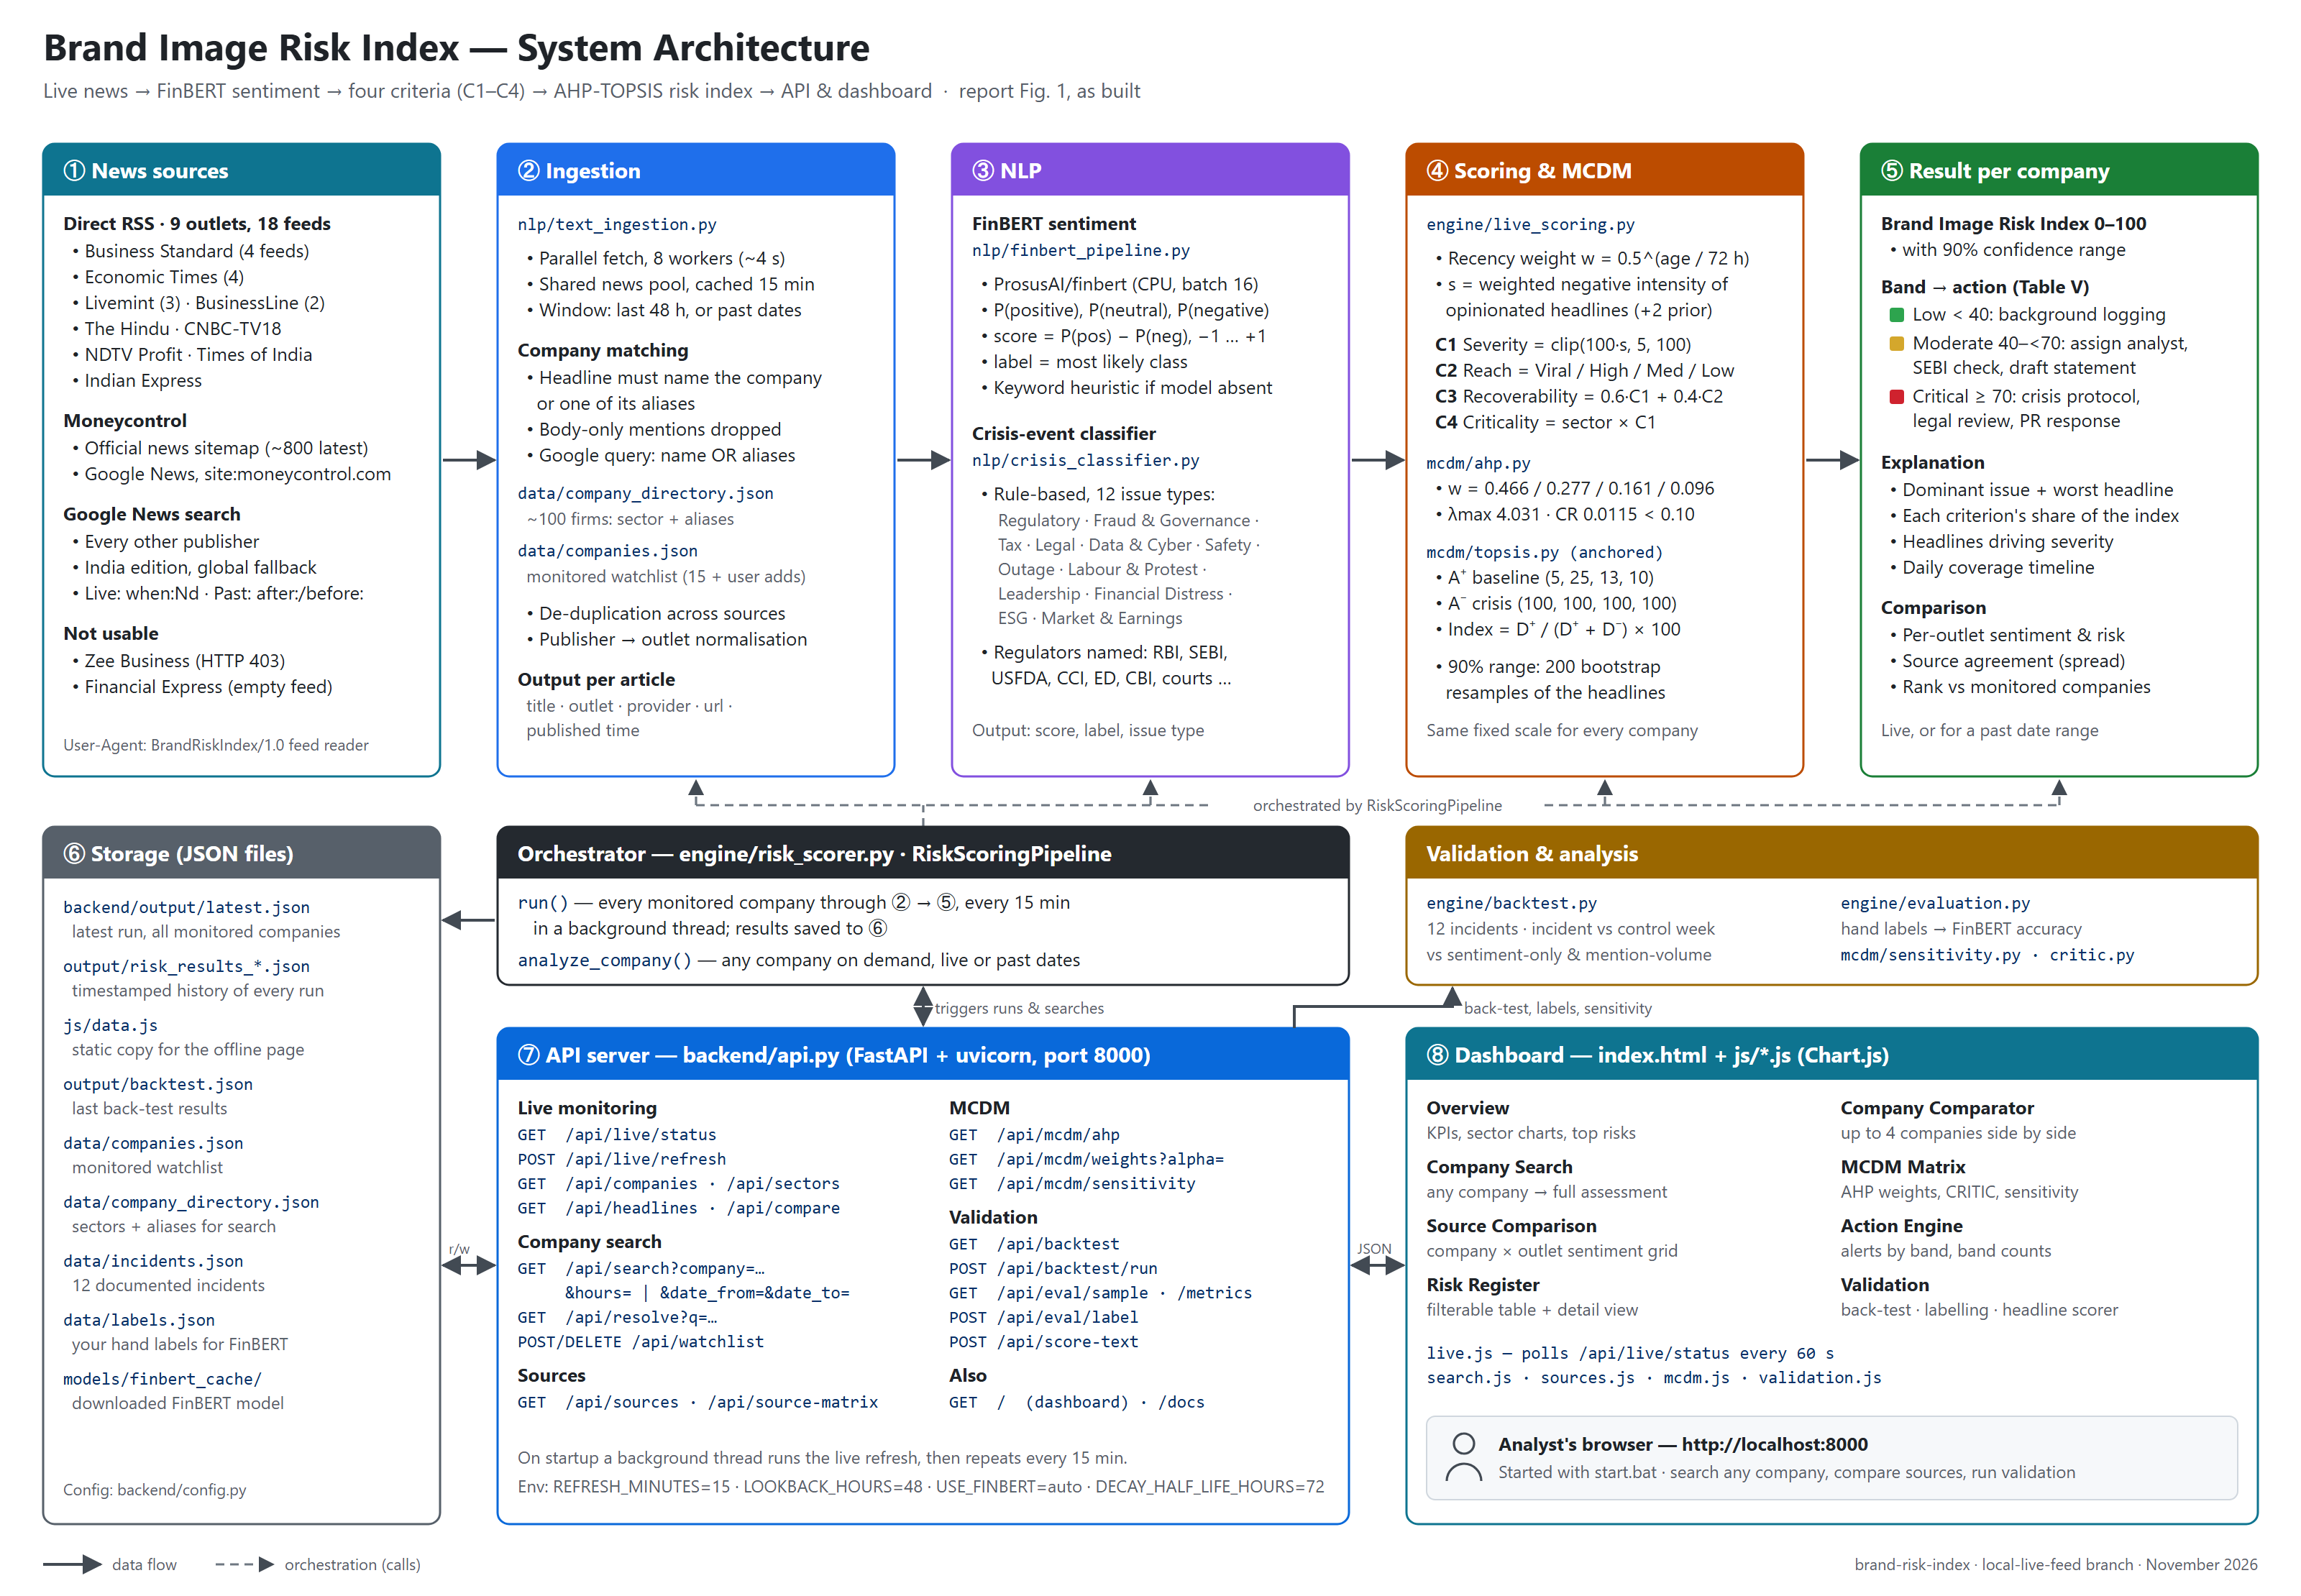 Brand Image Risk Index — System Architecture
Live news → FinBERT sentiment → four criteria (C1–C4) → AHP-TOPSIS risk index → API & dashboard · report Fig. 1, as built
① News sources
Direct RSS · 9 outlets, 18 feeds
• Business Standard (4 feeds)
• Economic Times (4)
• Livemint (3) · BusinessLine (2)
• The Hindu · CNBC-TV18
• NDTV Profit · Times of India
• Indian Express
Moneycontrol
• Official news sitemap (~800 latest)
• Google News, site:moneycontrol.com
Google News search
• Every other publisher
• India edition, global fallback
• Live: when:Nd · Past: after:/before:
Not usable
• Zee Business (HTTP 403)
• Financial Express (empty feed)
User-Agent: BrandRiskIndex/1.0 feed reader
② Ingestion
nlp/text_ingestion.py
• Parallel fetch, 8 workers (~4 s)
• Shared news pool, cached 15 min
• Window: last 48 h, or past dates
Company matching
• Headline must name the company
or one of its aliases
• Body-only mentions dropped
• Google query: name OR aliases
data/company_directory.json
~100 firms: sector + aliases
data/companies.json
monitored watchlist (15 + user adds)
• De-duplication across sources
• Publisher → outlet normalisation
Output per article
title · outlet · provider · url ·
published time
③ NLP
FinBERT sentiment
nlp/finbert_pipeline.py
• ProsusAI/finbert (CPU, batch 16)
• P(positive), P(neutral), P(negative)
• score = P(pos) − P(neg), −1 … +1
• label = most likely class
• Keyword heuristic if model absent
Crisis-event classifier
nlp/crisis_classifier.py
• Rule-based, 12 issue types:
Regulatory · Fraud & Governance ·
Tax · Legal · Data & Cyber · Safety ·
Outage · Labour & Protest ·
Leadership · Financial Distress ·
ESG · Market & Earnings
• Regulators named: RBI, SEBI,
USFDA, CCI, ED, CBI, courts …
Output: score, label, issue type
④ Scoring & MCDM
engine/live_scoring.py
• Recency weight w = 0.5^(age / 72 h)
• s = weighted negative intensity of
opinionated headlines (+2 prior)
C1 Severity = clip(100·s, 5, 100)
C2 Reach = Viral / High / Med / Low
C3 Recoverability = 0.6·C1 + 0.4·C2
C4 Criticality = sector × C1
mcdm/ahp.py
• w = 0.466 / 0.277 / 0.161 / 0.096
• λmax 4.031 · CR 0.0115 < 0.10
mcdm/topsis.py (anchored)
• A⁺ baseline (5, 25, 13, 10)
• A⁻ crisis (100, 100, 100, 100)
• Index = D⁺ / (D⁺ + D⁻) × 100
• 90% range: 200 bootstrap
resamples of the headlines
Same fixed scale for every company
⑤ Result per company
Brand Image Risk Index 0–100
• with 90% confidence range
Band → action (Table V)
Low < 40: background logging
Moderate 40–<70: assign analyst,
SEBI check, draft statement
Critical ≥ 70: crisis protocol,
legal review, PR response
Explanation
• Dominant issue + worst headline
• Each criterion's share of the index
• Headlines driving severity
• Daily coverage timeline
Comparison
• Per-outlet sentiment & risk
• Source agreement (spread)
• Rank vs monitored companies
Live, or for a past date range
orchestrated by RiskScoringPipeline
⑥ Storage (JSON files)
backend/output/latest.json
latest run, all monitored companies
output/risk_results_*.json
timestamped history of every run
js/data.js
static copy for the offline page
output/backtest.json
last back-test results
data/companies.json
monitored watchlist
data/company_directory.json
sectors + aliases for search
data/incidents.json
12 documented incidents
data/labels.json
your hand labels for FinBERT
models/finbert_cache/
downloaded FinBERT model
Config: backend/config.py
Orchestrator — engine/risk_scorer.py · RiskScoringPipeline
run() — every monitored company through ② → ⑤, every 15 min
in a background thread; results saved to ⑥
analyze_company() — any company on demand, live or past dates
Validation & analysis
engine/backtest.py
12 incidents · incident vs control week
vs sentiment-only & mention-volume
engine/evaluation.py
hand labels → FinBERT accuracy
mcdm/sensitivity.py · critic.py
triggers runs & searches
back-test, labels, sensitivity
r/w
JSON
⑦ API server — backend/api.py (FastAPI + uvicorn, port 8000)
Live monitoring
GET /api/live/status
POST /api/live/refresh
GET /api/companies · /api/sectors
GET /api/headlines · /api/compare
Company search
GET /api/search?company=…
&hours= | &date_from=&date_to=
GET /api/resolve?q=…
POST/DELETE /api/watchlist
Sources
GET /api/sources · /api/source-matrix
MCDM
GET /api/mcdm/ahp
GET /api/mcdm/weights?alpha=
GET /api/mcdm/sensitivity
Validation
GET /api/backtest
POST /api/backtest/run
GET /api/eval/sample · /metrics
POST /api/eval/label
POST /api/score-text
Also
GET / (dashboard) · /docs
On startup a background thread runs the live refresh, then repeats every 15 min.
Env: REFRESH_MINUTES=15 · LOOKBACK_HOURS=48 · USE_FINBERT=auto · DECAY_HALF_LIFE_HOURS=72
⑧ Dashboard — index.html + js/*.js (Chart.js)
Overview
KPIs, sector charts, top risks
Company Search
any company → full assessment
Source Comparison
company × outlet sentiment grid
Risk Register
filterable table + detail view
Company Comparator
up to 4 companies side by side
MCDM Matrix
AHP weights, CRITIC, sensitivity
Action Engine
alerts by band, band counts
Validation
back-test · labelling · headline scorer
live.js — polls /api/live/status every 60 s
search.js · sources.js · mcdm.js · validation.js
Analyst's browser — http://localhost:8000
Started with start.bat · search any company, compare sources, run validation
data flow
orchestration (calls)
brand-risk-index · local-live-feed branch · November 2026